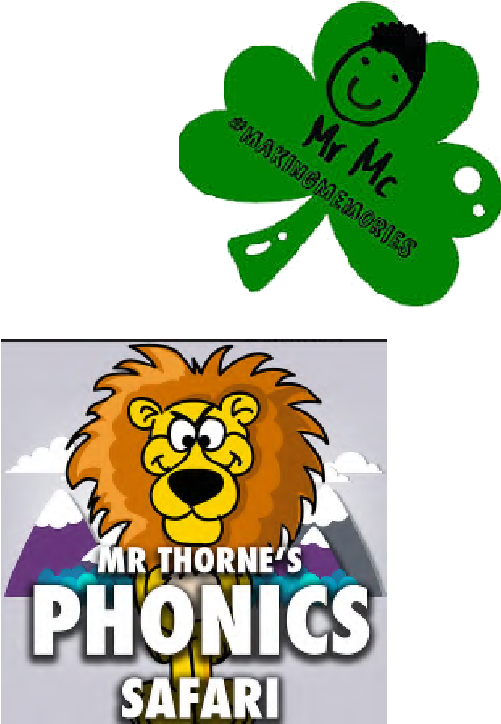 Mr Mc
#MAKINGMEMORIES
MR THORNE'S
PHONICS
SAFARI